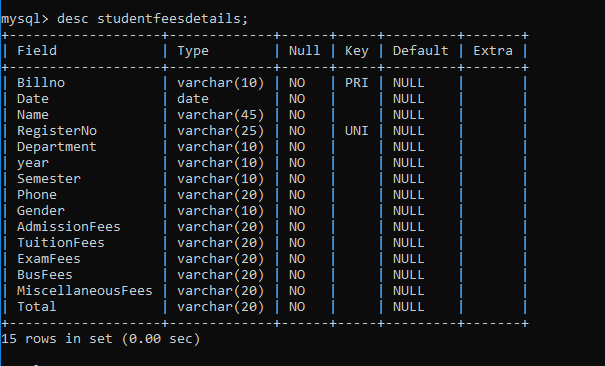 mysql> desc studentfeesdetails;
+-------------------+-------------+------+-----+---------+-------+
| Field             | Type        | Null | Key | Default | Extra |
+-------------------+-------------+------+-----+---------+-------+
| Billno            | varchar(10) | NO   | PRI | NULL    |       |
| Date              | date        | NO   |     | NULL    |       |
| Name              | varchar(45) | NO   |     | NULL    |       |
| RegisterNo        | varchar(25) | NO   | UNI | NULL    |       |
| Department        | varchar(10) | NO   |     | NULL    |       |
| year              | varchar(10) | NO   |     | NULL    |       |
| Semester          | varchar(10) | NO   |     | NULL    |       |
| Phone             | varchar(20) | NO   |     | NULL    |       |
| Gender            | varchar(10) | NO   |     | NULL    |       |
| AdmissionFees     | varchar(20) | NO   |     | NULL    |       |
| TuitionFees       | varchar(20) | NO   |     | NULL    |       |
| ExamFees          | varchar(20) | NO   |     | NULL    |       |
| BusFees           | varchar(20) | NO   |     | NULL    |       |
| MiscellaneousFees | varchar(20) | NO   |     | NULL    |       |
| Total             | varchar(20) | NO   |     | NULL    |       |
+-------------------+-------------+------+-----+---------+-------+
15 rows in set (0.00 sec)